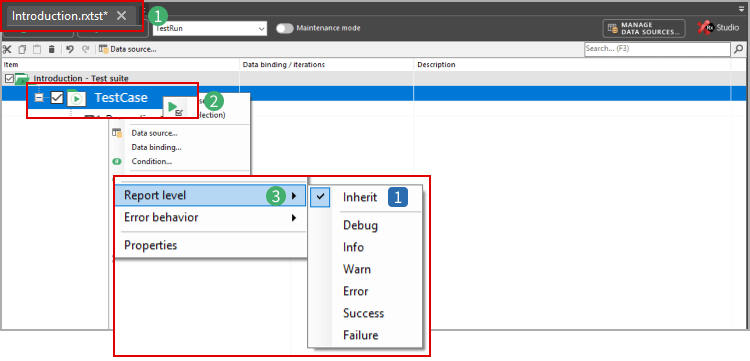 Introduction.rxtst*
1
TestRun
Maintenance mode
MANAGE
DATA SOURCES...
Rx
Studio
Data source...
Search... (F3)
Item
Data binding / iterations
Description
Introduction - Test suite
TestCase
2
Data source...
Data binding...
Condition...
Report level
3
Inherit
1
Error behavior
Debug
Properties
Info
Warn
Error
Success
Failure